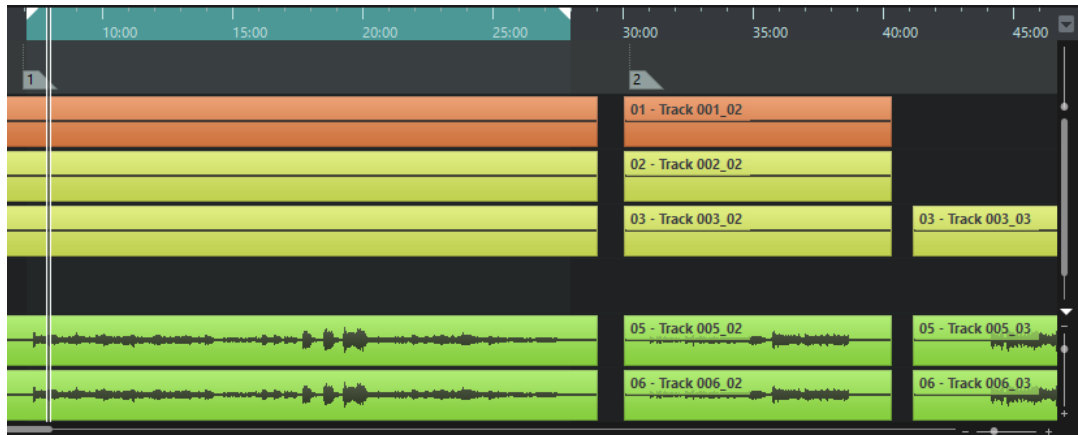 10:00 15:00 20:00 25:00 30:00 35:00 40:00 45:00
1 2
01 - Track 001_02
02 - Track 002_02
03 - Track 003_02 03 - Track 003_03
05 - Track 005_02 05 - Track 005_03
06 - Track 006_02 06 - Track 006_03